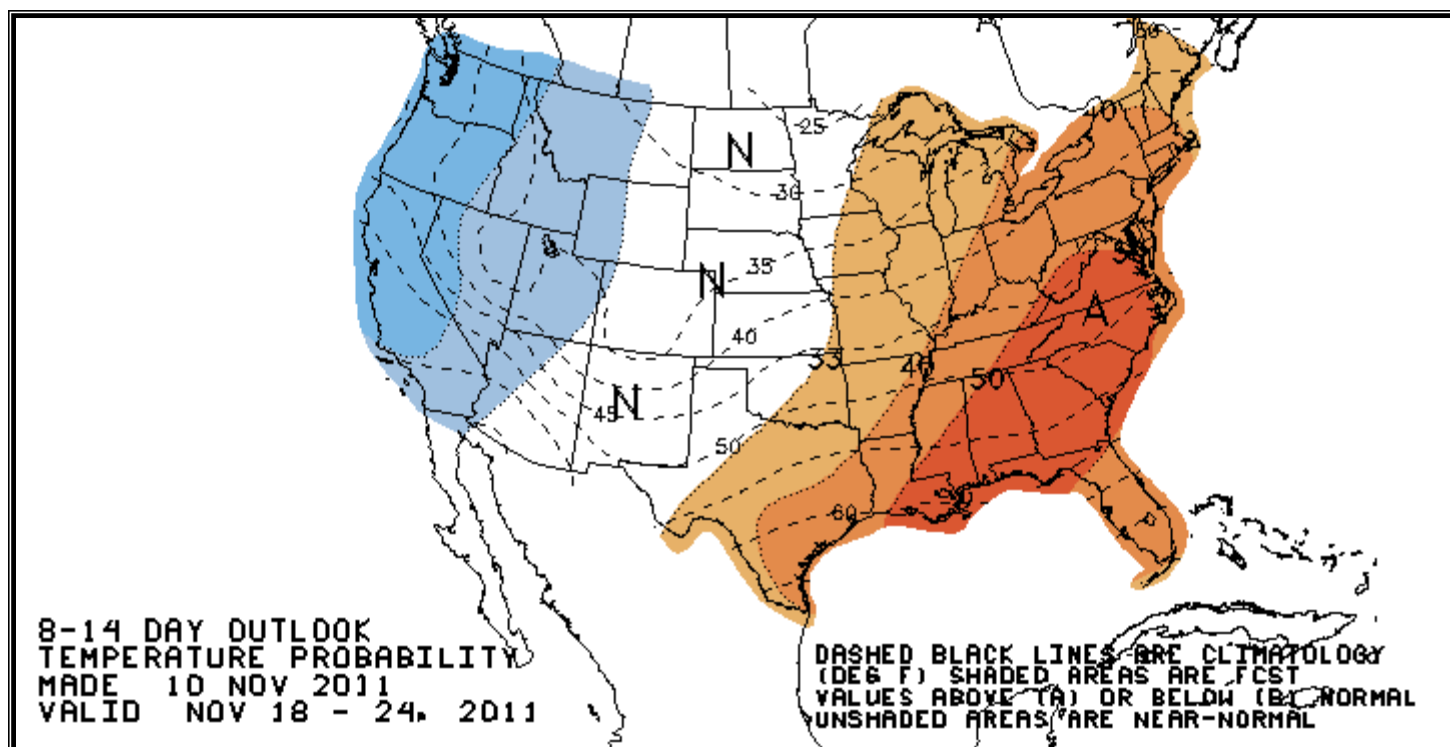 50
40
25
N
30
35
N
A
40
33
40
50
45
N
50
60
8-14 DAY OUTLOOK
TEMPERATURE PROBABILITY
MADE 10 NOV 2011
VALID NOV 18 - 24, 2011
DASHED BLACK LINES ARE CLIMATOLOGY
(DEG F) SHADED AREAS ARE FCST
VALUES ABOVE (A) OR BELOW (B) NORMAL
UNSHADED AREAS ARE NEAR-NORMAL